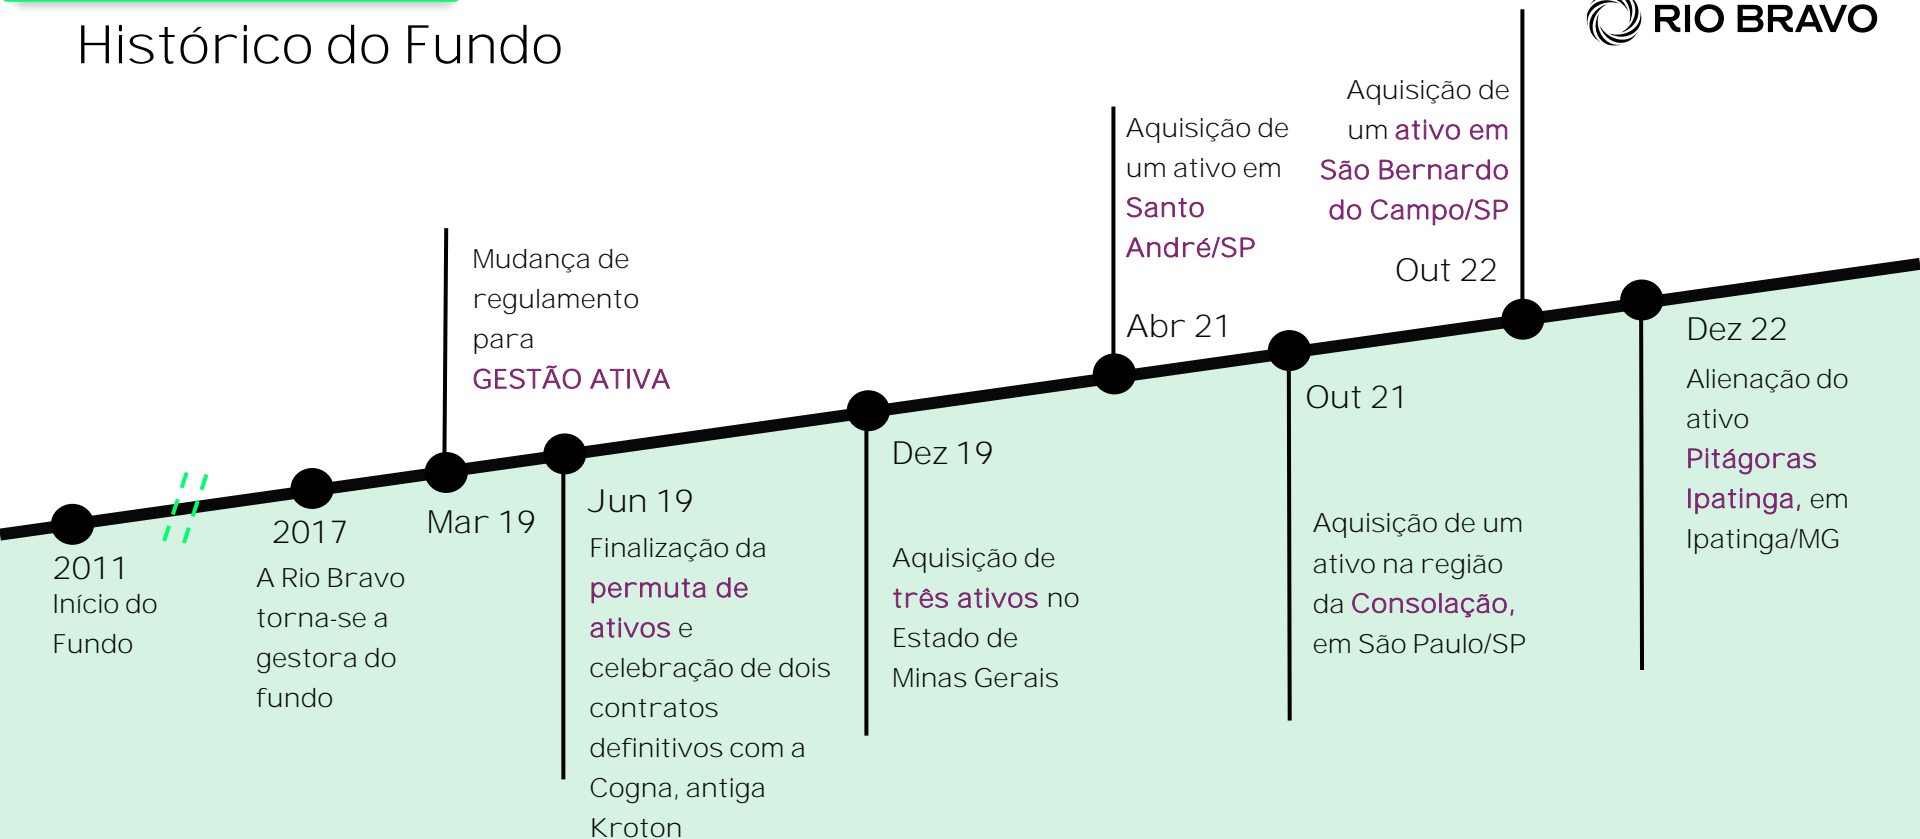 Histórico do Fundo
RIO BRAVO
2011
Início do
Fundo
2017
A Rio Bravo
torna-se a
gestora do
fundo
Mudança de
regulamento
para
GESTÃO ATIVA
Mar 19
Jun 19
Finalização da
permuta de
ativos e
celebração de dois
contratos
definitivos com a
Cogna, antiga
Kroton
Dez 19
Aquisição de
três ativos no
Estado de
Minas Gerais
Aquisição de
um ativo em
Santo
André/SP
Abr 21
Out 21
Aquisição de um
ativo na região
da Consolação,
em São Paulo/SP
Aquisição de
um ativo em
São Bernardo
do Campo/SP
Out 22
Dez 22
Alienação do
ativo
Pitágoras
Ipatinga, em
Ipatinga/MG